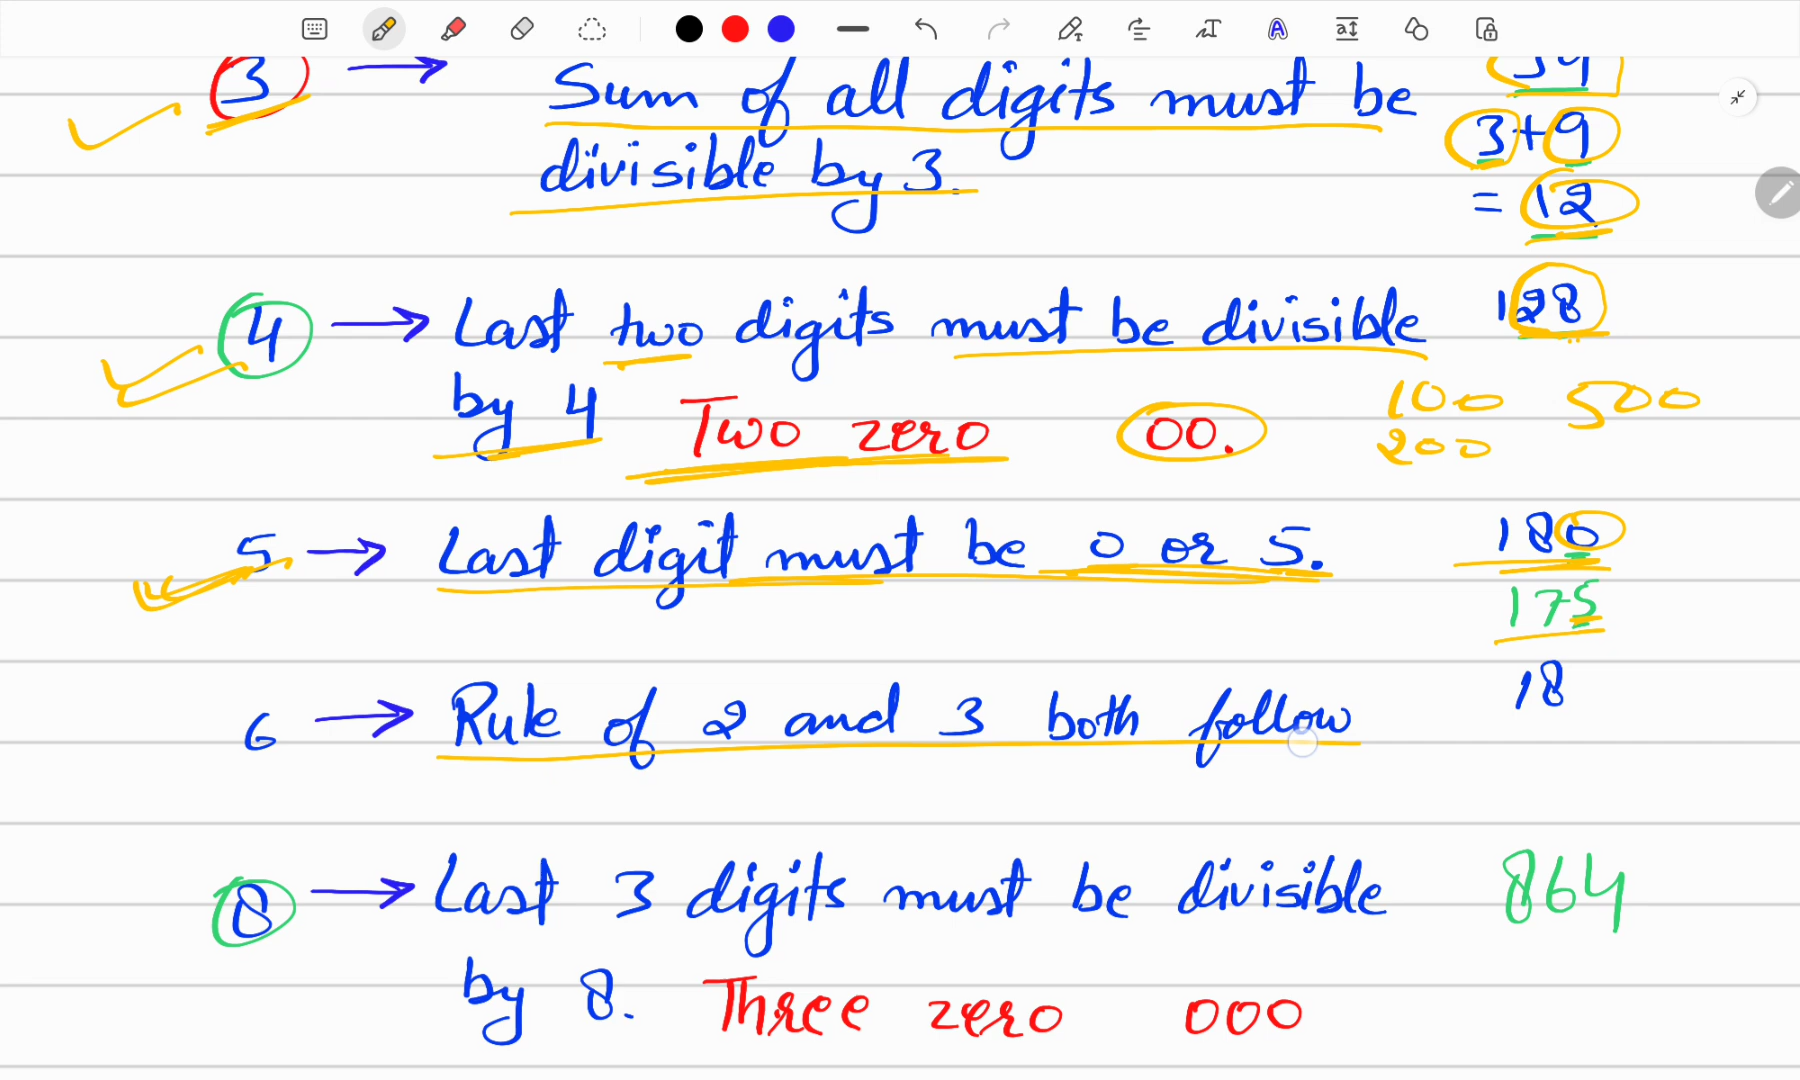 3 → Sum of all digits must be 39
divisible by 3. 3+9
= 12
4 → Last two digits must be divisible 128
by 4 Two zero 00. 100 500
200
5 → Last digit must be 0 or 5. 180
175
6 → Rule of 2 and 3 both follow 18
8 → Last 3 digits must be divisible 864
by 8. Three zero 000